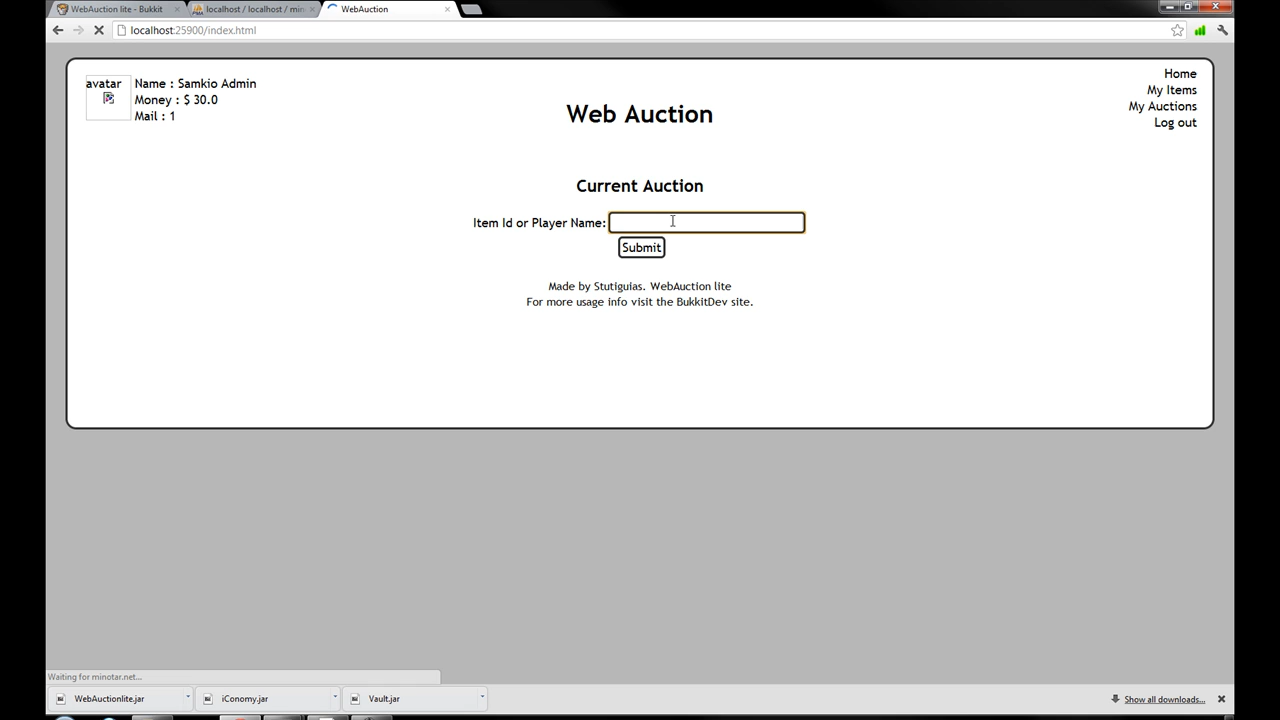 WebAuction lite - Bukkit
localhost / localhost / min
WebAuction
localhost:25900/index.html
avatar
Name : Samkio Admin
Money : $ 30.0
Mail : 1
Web Auction
Home
My Items
My Auctions
Log out
Current Auction
Item Id or Player Name:
Submit
Made by Stutiguias. WebAuction lite
For more usage info visit the BukkitDev site.
Waiting for minotar.net...
WebAuctionlite.jar
iConomy.jar
Vault.jar
Show all downloads...